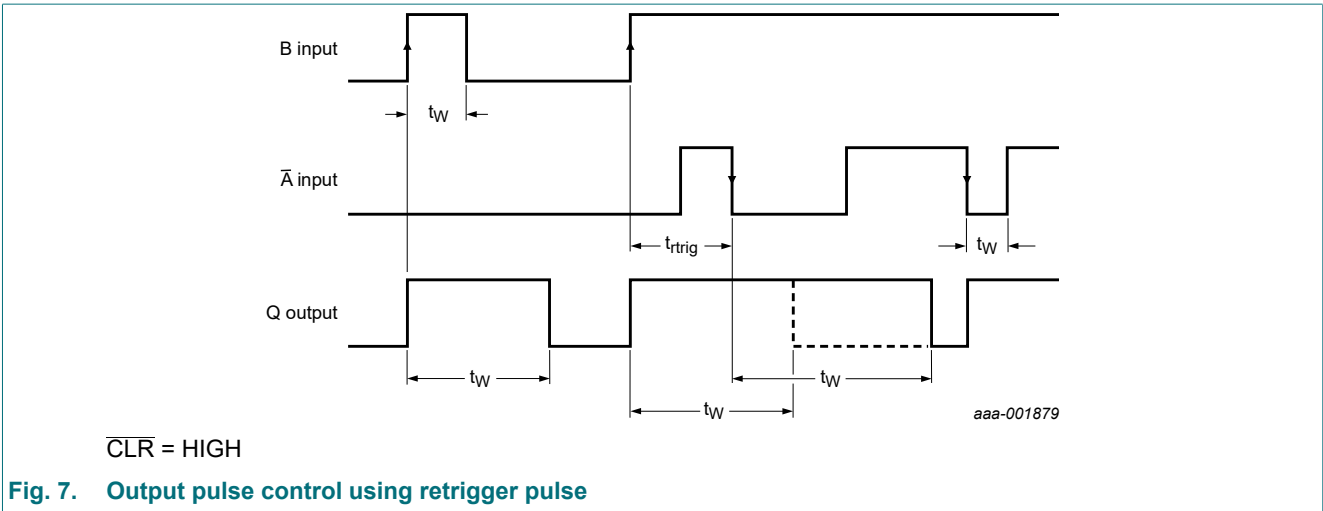 B input
tW
A̅ input
trtrig
tW
Q output
tW
tW
tW
aaa-001879
C̅L̅R̅ = HIGH
Fig. 7. Output pulse control using retrigger pulse